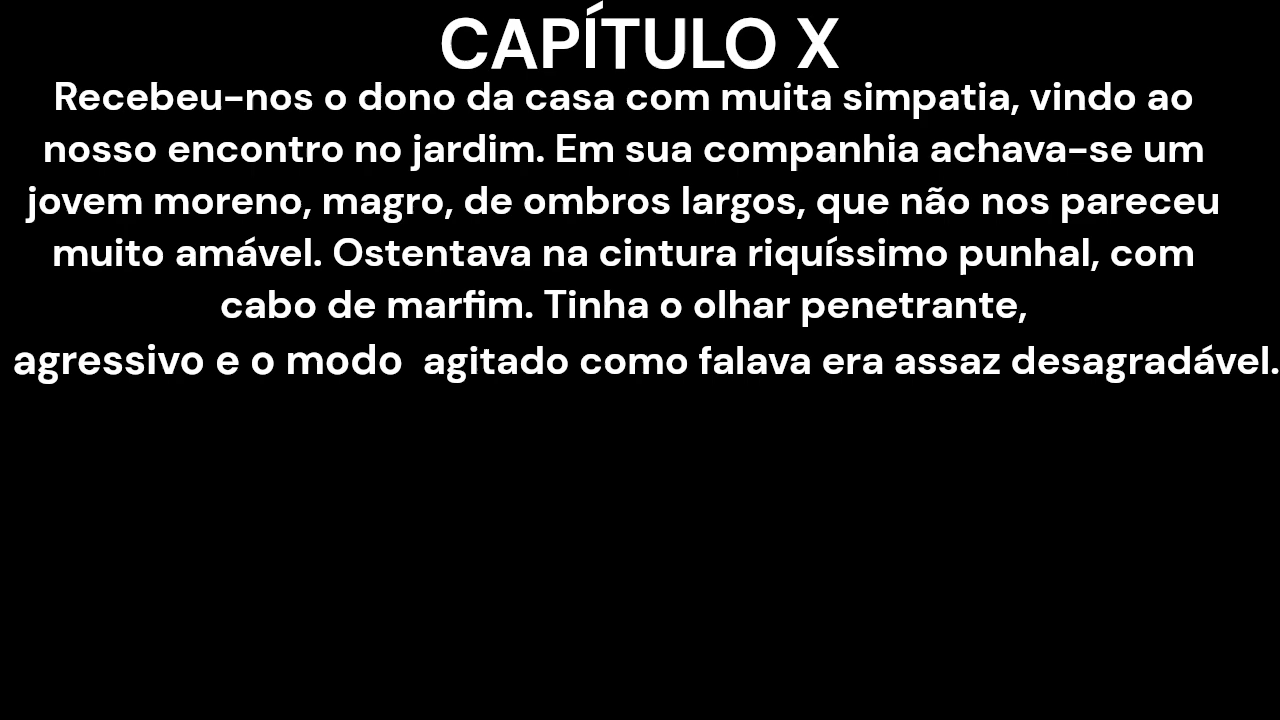 CAPÍTULO X
Recebeu-nos o dono da casa com muita simpatia, vindo ao
nosso encontro no jardim. Em sua companhia achava-se um
jovem moreno, magro, de ombros largos, que não nos pareceu
muito amável. Ostentava na cintura riquíssimo punhal, com
cabo de marfim. Tinha o olhar penetrante,
agressivo e o modo agitado como falava era assaz desagradável.